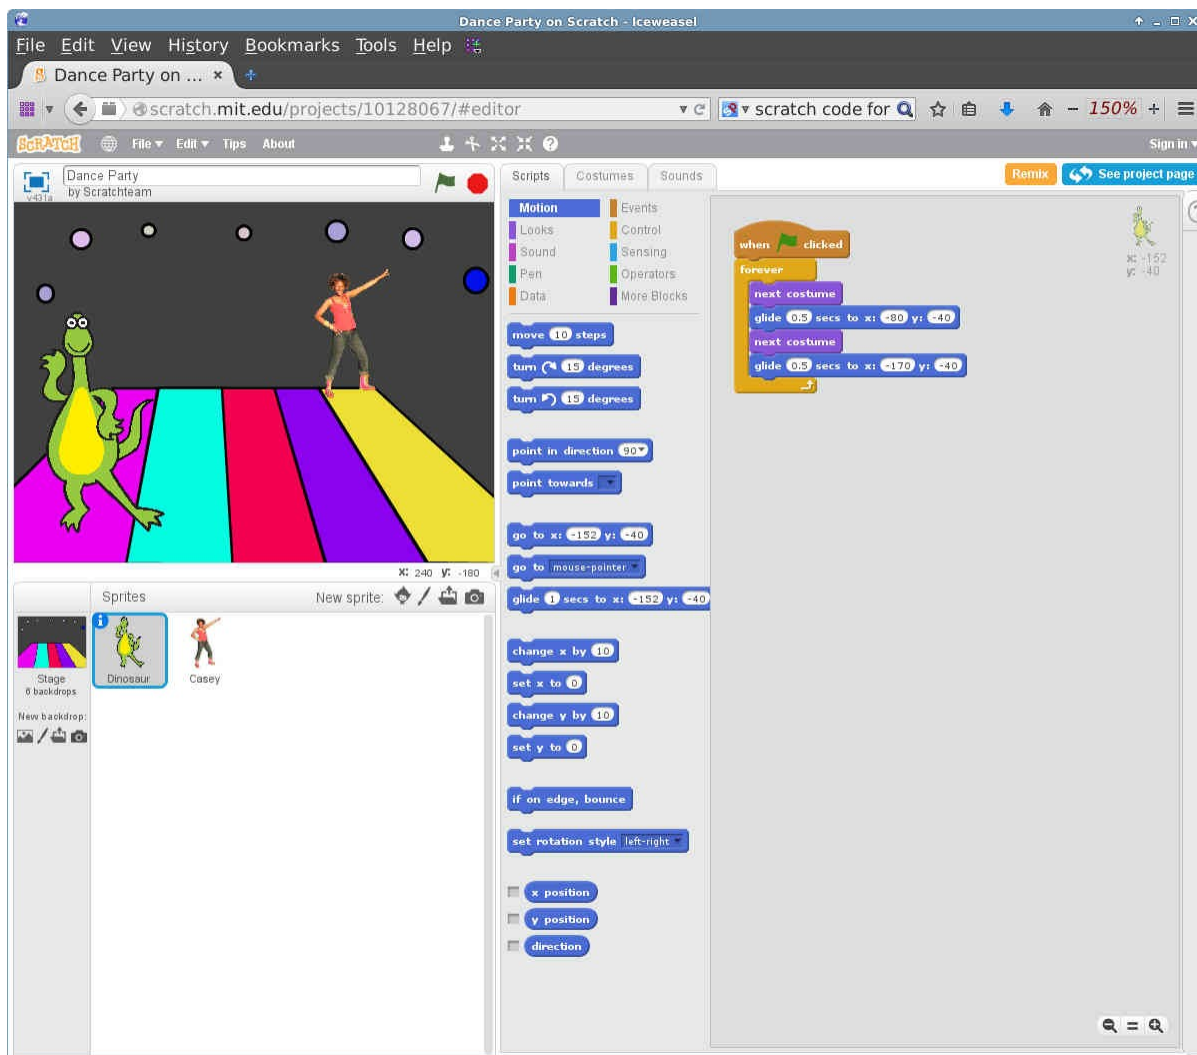 Dance Party on Scratch - Iceweasel
File Edit View History Bookmarks Tools Help
Dance Party on ... × +
scratch.mit.edu/projects/10128067/#editor scratch code for − 150% +
SCRATCH File Edit Tips About Sign in
v431a
Dance Party
by Scratchteam
Scripts Costumes Sounds Remix See project page
Motion Events
Looks Control
Sound Sensing
Pen Operators
Data More Blocks
move 10 steps
turn 15 degrees
turn 15 degrees
point in direction 90
point towards
go to x: -152 y: -40
go to mouse-pointer
glide 1 secs to x: -152 y: -40
change x by 10
set x to 0
change y by 10
set y to 0
if on edge, bounce
set rotation style left-right
x position
y position
direction
when clicked
forever
next costume
glide 0.5 secs to x: -80 y: -40
next costume
glide 0.5 secs to x: -170 y: -40
x: -152
y: -40
X: 240 y: -180
Sprites New sprite:
Stage
6 backdrops
New backdrop:
Dinosaur
Casey